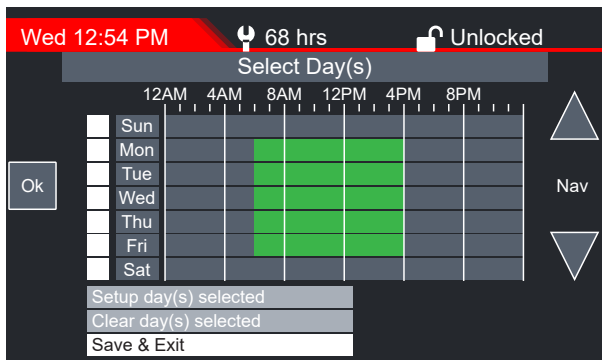 Wed 12:54 PM 68 hrs Unlocked
Select Day(s)
12AM 4AM 8AM 12PM 4PM 8PM
Sun
Mon
Tue
Wed
Thu
Fri
Sat
Ok
Nav
Setup day(s) selected
Clear day(s) selected
Save & Exit